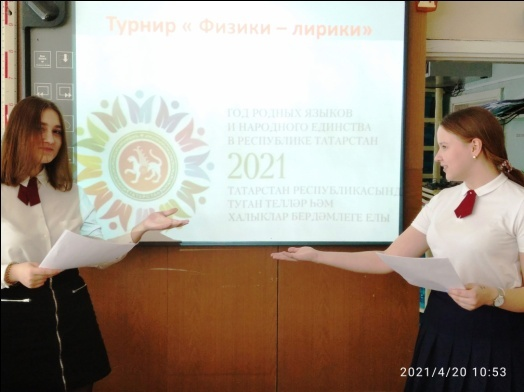 Турнир « Физики – лирики»
ГОД РОДНЫХ ЯЗЫКОВ
И НАРОДНОГО ЕДИНСТВА
В РЕСПУБЛИКЕ ТАТАРСТАН
2021
ТАТАРСТАН РЕСПУБЛИКАСЫНДА
ТУГАН ТЕЛЛӘР ҺӘМ
ХАЛЫКЛАР БЕРДӘМЛЕГЕ ЕЛЫ
2021/4/20 10:53